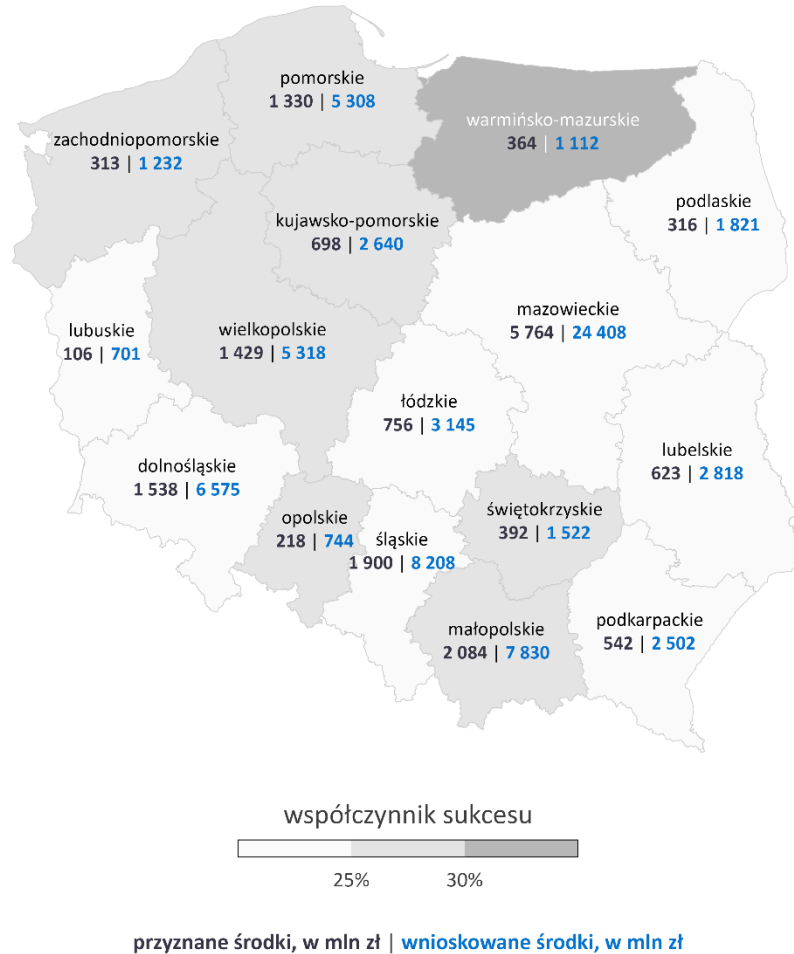 pomorskie
1 330 | 5 308
warmińsko-mazurskie
364 | 1 112
zachodniopomorskie
313 | 1 232
podlaskie
316 | 1 821
kujawsko-pomorskie
698 | 2 640
mazowieckie
5 764 | 24 408
lubuskie
106 | 701
wielkopolskie
1 429 | 5 318
łódzkie
756 | 3 145
lubelskie
623 | 2 818
dolnośląskie
1 538 | 6 575
opolskie
218 | 744
świętokrzyskie
392 | 1 522
śląskie
1 900 | 8 208
małopolskie
2 084 | 7 830
podkarpackie
542 | 2 502
współczynnik sukcesu
25% 30%
przyznane środki, w mln zł | wnioskowane środki, w mln zł